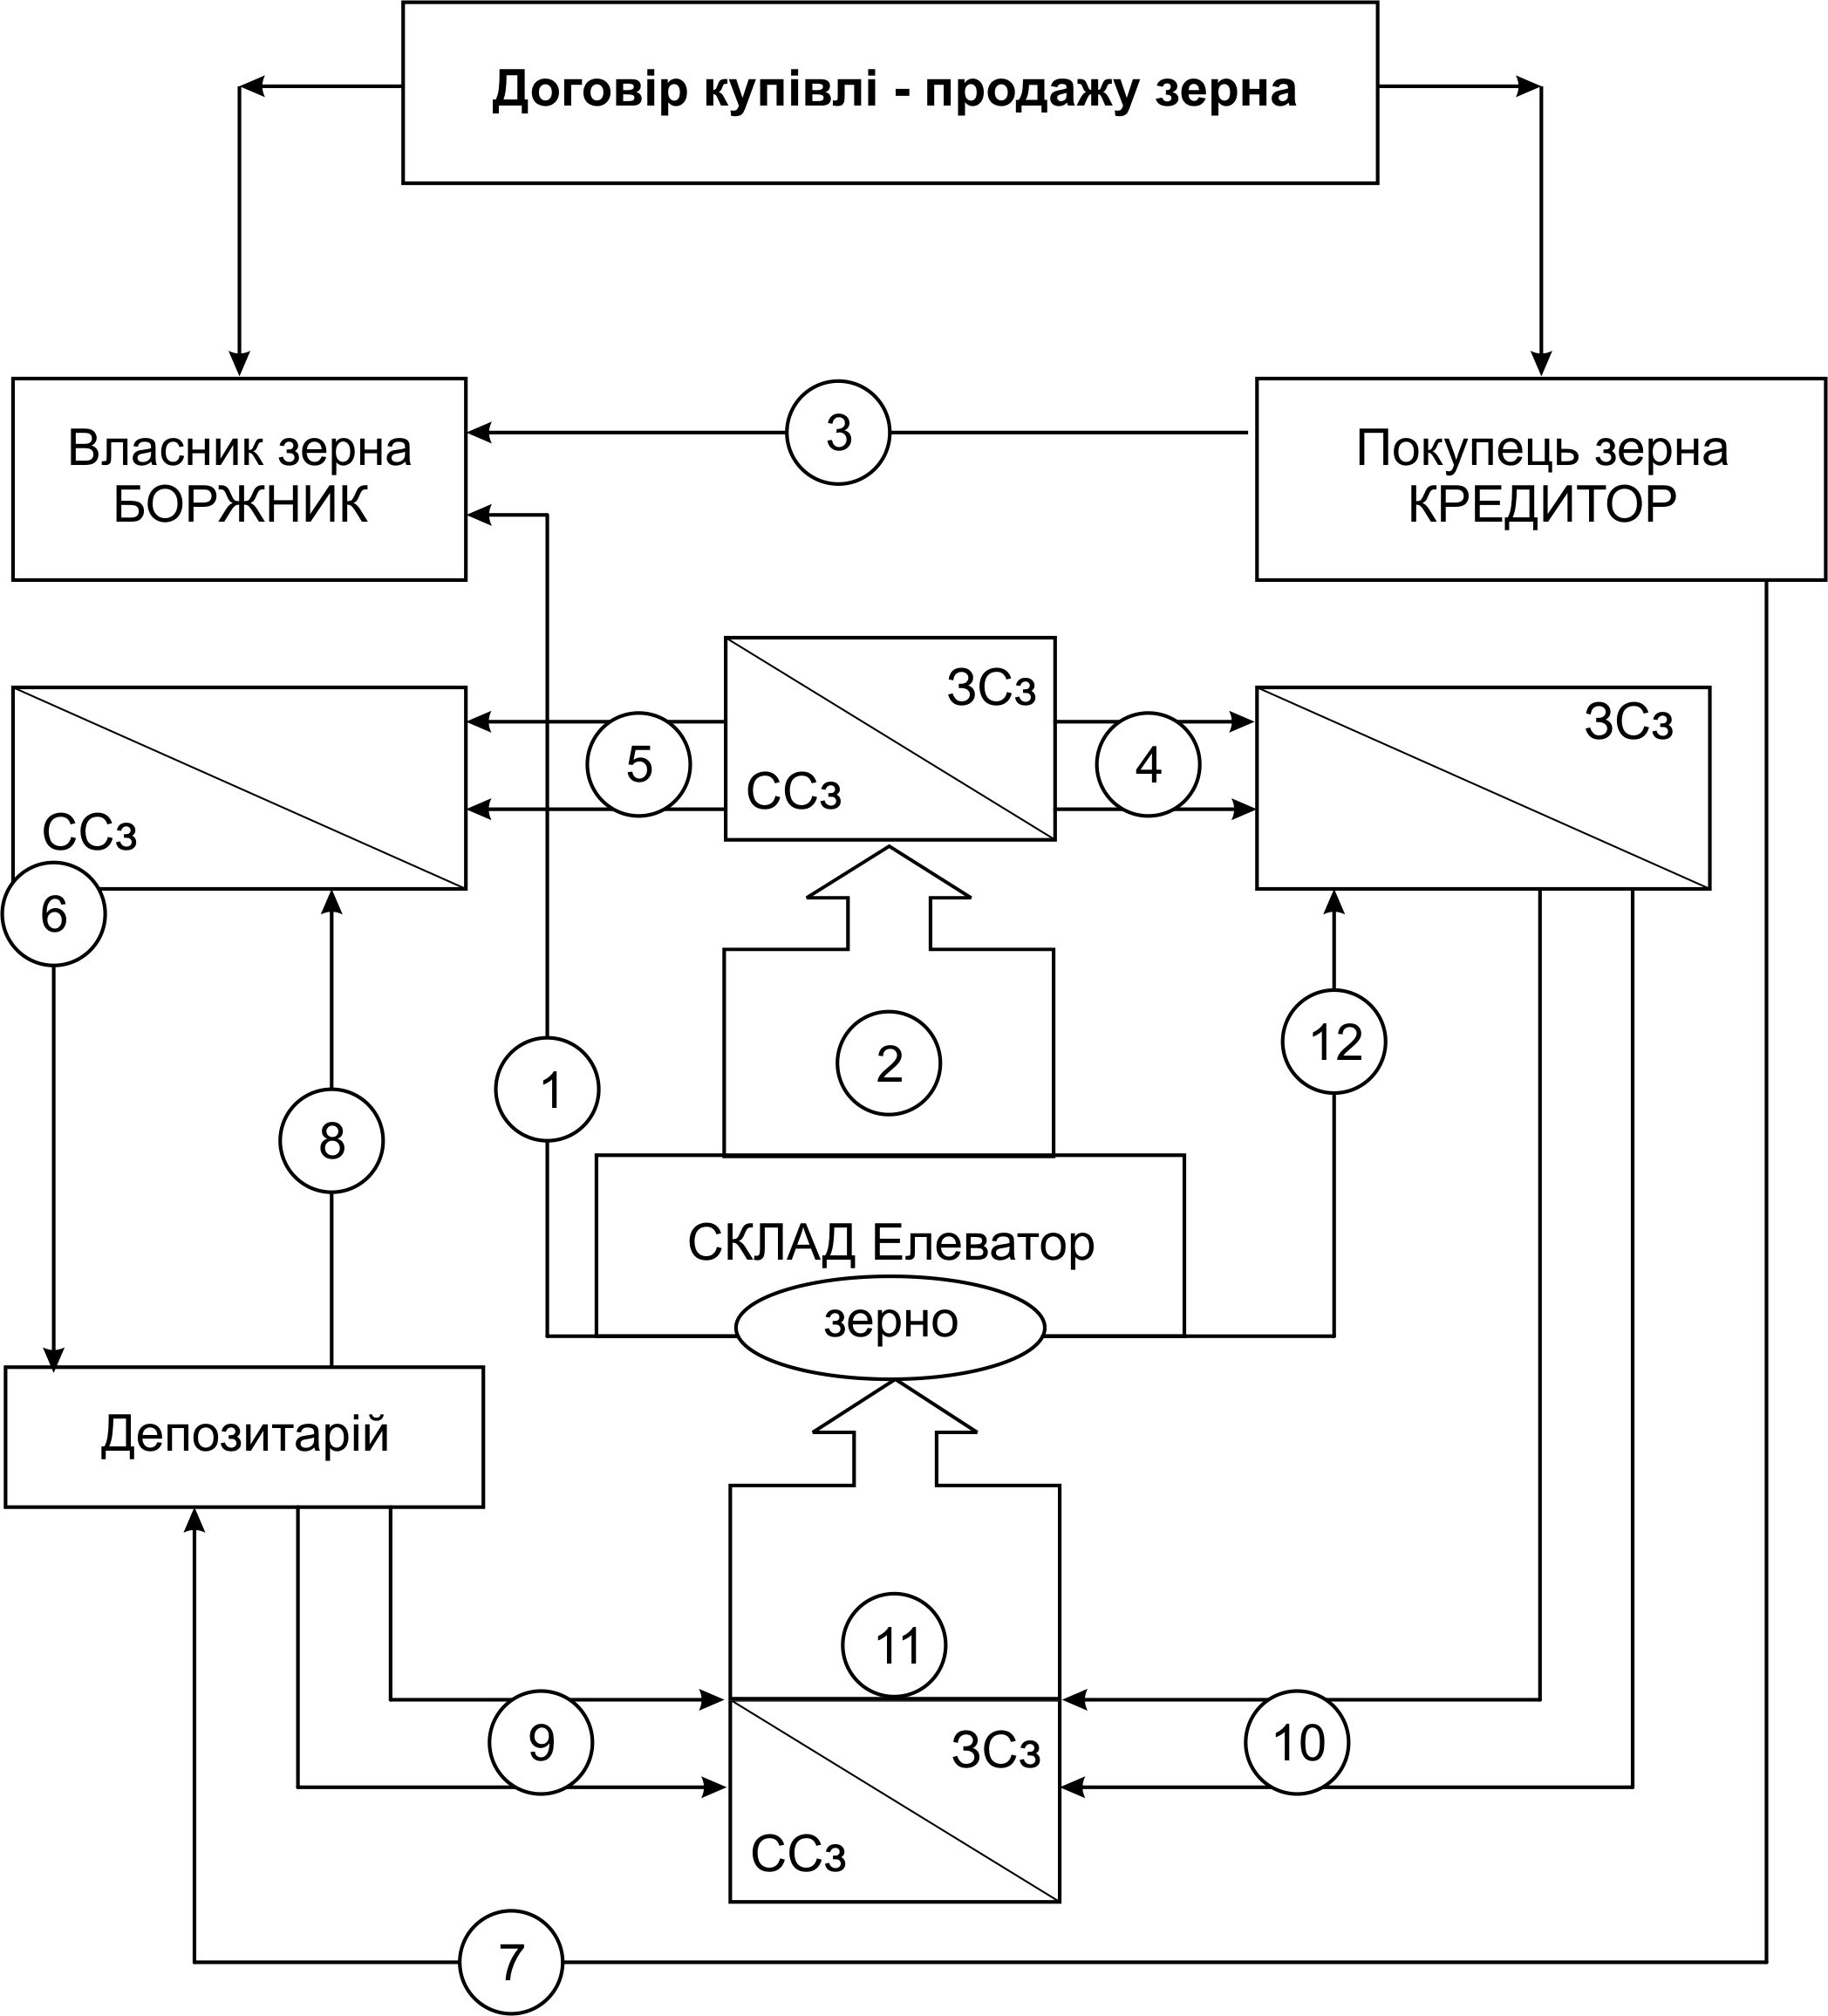 Договір купівлі - продажу зерна
Власник зерна
БОРЖНИК
3
Покупець зерна
КРЕДИТОР
ЗСз
ССз
5
4
ЗСз
ССз
6
8
1
2
12
СКЛАД Елеватор
зерно
Депозитарій
11
9
10
ЗСз
ССз
7